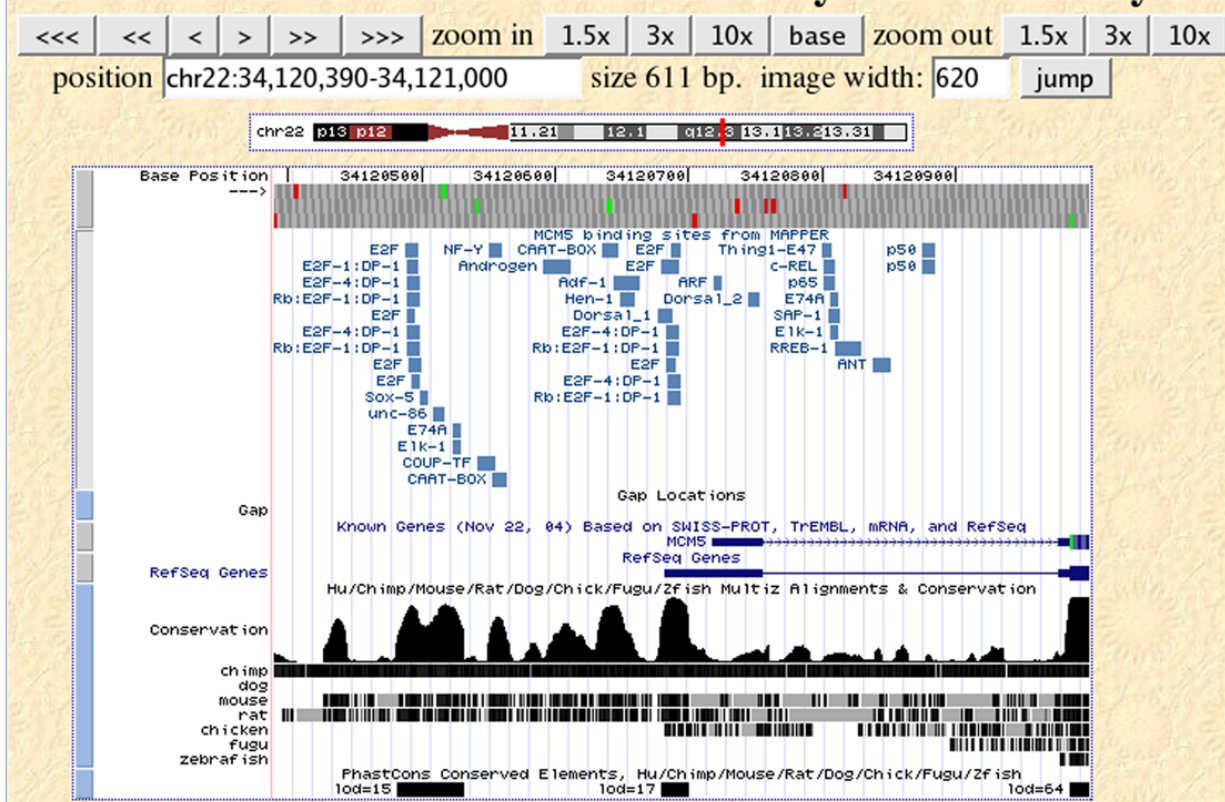 <<< << < > >> >>> zoom in 1.5x 3x 10x base zoom out 1.5x 3x 10x
position chr22:34,120,390-34,121,000 size 611 bp. image width: 620 jump
chr22 p13 p12 11.21 12.1 q12.3 13.1 13.2 13.31
Base Position 34120500 34120600 34120700 34120800 34120900
--->
MCM5 binding sites from MAPPER
E2F NF-Y CAAT-BOX E2F Thing1-E47 p50
E2F-1:DP-1 Androgen E2F c-REL p50
E2F-4:DP-1 Adf-1 ARF p65
Rb:E2F-1:DP-1 Hen-1 Dorsal_2 E74A
E2F Dorsal_1 SAP-1
E2F-4:DP-1 E2F-4:DP-1 Elk-1
Rb:E2F-1:DP-1 Rb:E2F-1:DP-1 RREB-1
E2F E2F ANT
E2F E2F-4:DP-1
Sox-5 Rb:E2F-1:DP-1
unc-86
E74A
Elk-1
COUP-TF
CAAT-BOX
Gap Locations
Gap
Known Genes (Nov 22, 04) Based on SWISS-PROT, TrEMBL, mRNA, and RefSeq
MCM5
RefSeq Genes
RefSeq Genes
Hu/Chimp/Mouse/Rat/Dog/Chick/Fugu/Zfish Multiz Alignments & Conservation
Conservation
chimp
dog
mouse
rat
chicken
fugu
zebrafish
PhastCons Conserved Elements, Hu/Chimp/Mouse/Rat/Dog/Chick/Fugu/Zfish
lod=15 lod=17 lod=64